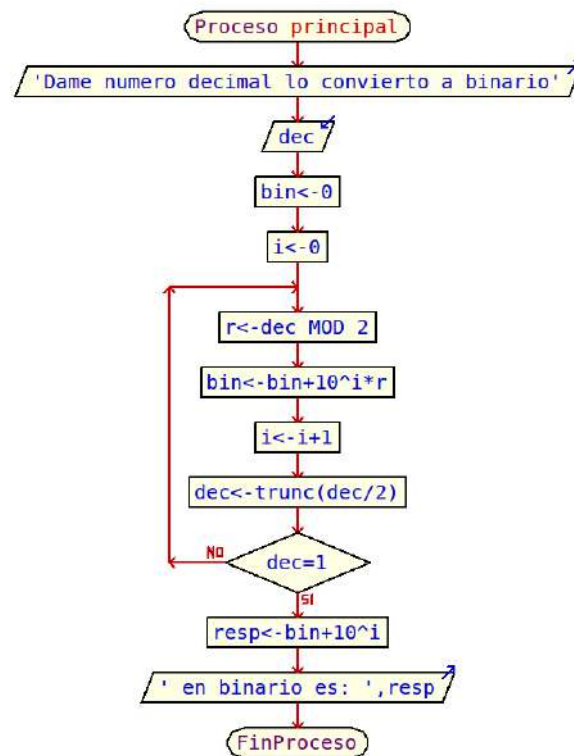 Proceso principal
'Dame numero decimal lo convierto a binario'
dec
bin<-0
i<-0
r<-dec MOD 2
bin<-bin+10^i*r
i<-i+1
dec<-trunc(dec/2)
NO
dec=1
SI
resp<-bin+10^i
' en binario es: ',resp
FinProceso